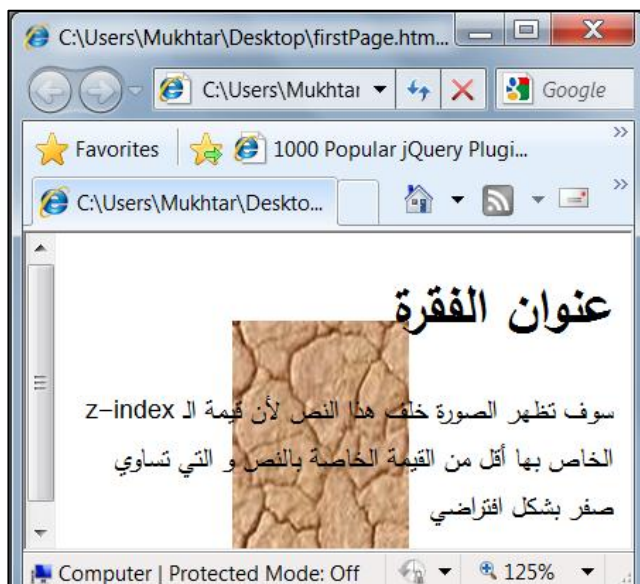 C:\Users\Mukhtar\Desktop\firstPage.htm...
C:\Users\Mukhtar
Google
Favorites
1000 Popular jQuery Plugi...
C:\Users\Mukhtar\Deskto...
عنوان الفقرة
سوف تظهر الصورة خلف هذا النص لأن قيمة الـ z-index
الخاص بها أقل من القيمة الخاصة بالنص و التي تساوي
صفر بشكل افتراضي
Computer | Protected Mode: Off
125%